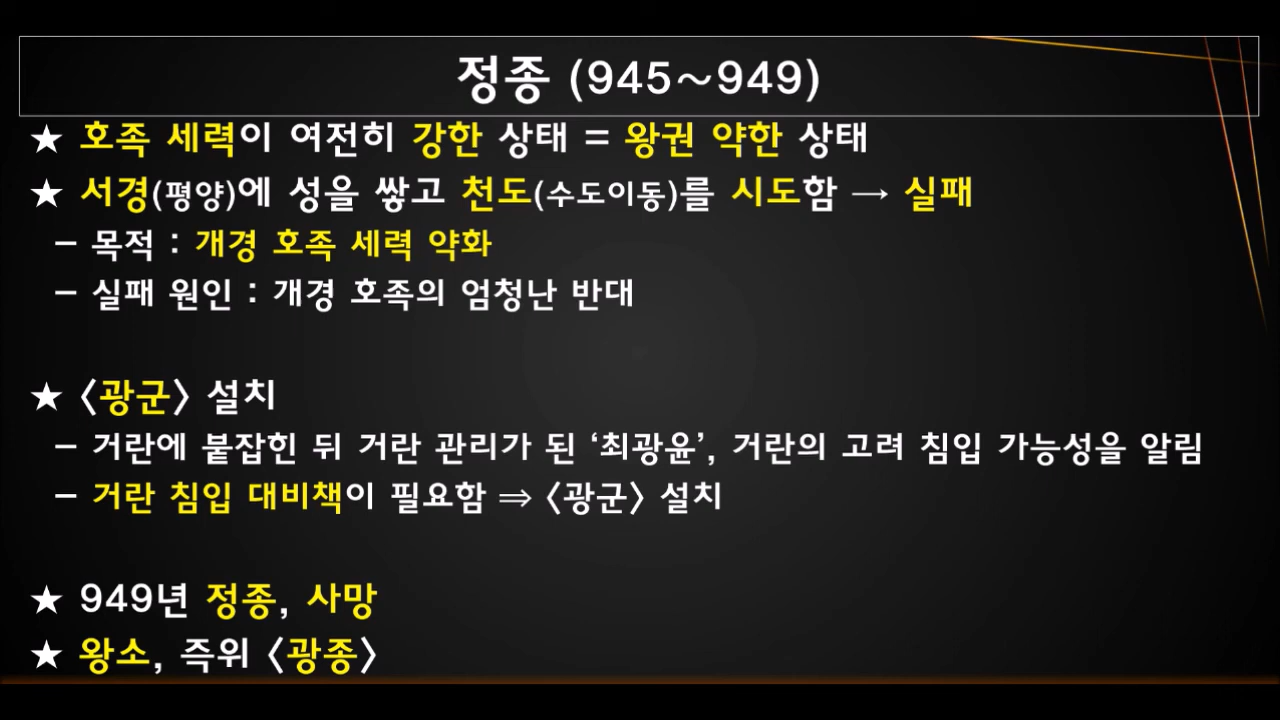 정종 (945~949)
★ 호족 세력이 여전히 강한 상태 = 왕권 약한 상태
★ 서경(평양)에 성을 쌓고 천도(수도이동)를 시도함 → 실패
– 목적 : 개경 호족 세력 약화
– 실패 원인 : 개경 호족의 엄청난 반대
★ 〈광군〉 설치
– 거란에 붙잡힌 뒤 거란 관리가 된 ‘최광윤’, 거란의 고려 침입 가능성을 알림
– 거란 침입 대비책이 필요함 ⇒ 〈광군〉 설치
★ 949년 정종, 사망
★ 왕소, 즉위 〈광종〉